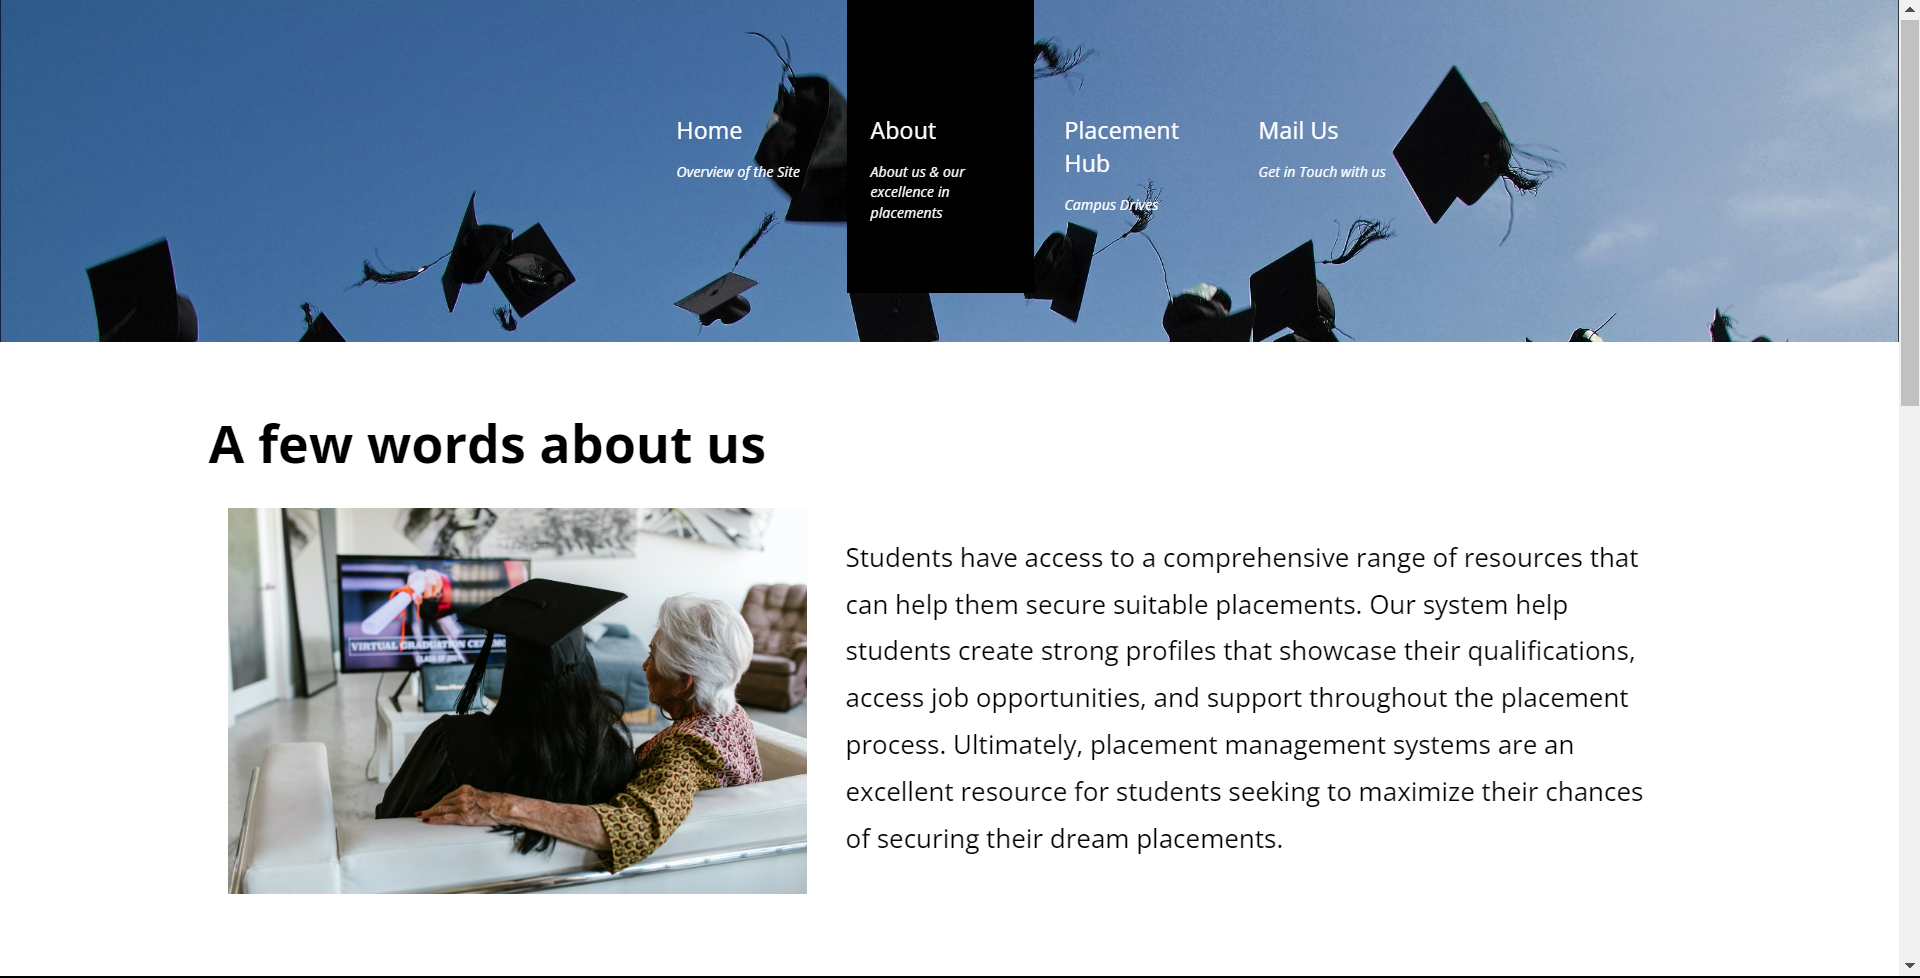 Home
Overview of the Site
About
About us & our
excellence in
placements
Placement
Hub
Campus Drives
Mail Us
Get in Touch with us
A few words about us
VIRTUAL GRADUATION
Students have access to a comprehensive range of resources that
can help them secure suitable placements. Our system help
students create strong profiles that showcase their qualifications,
access job opportunities, and support throughout the placement
process. Ultimately, placement management systems are an
excellent resource for students seeking to maximize their chances
of securing their dream placements.